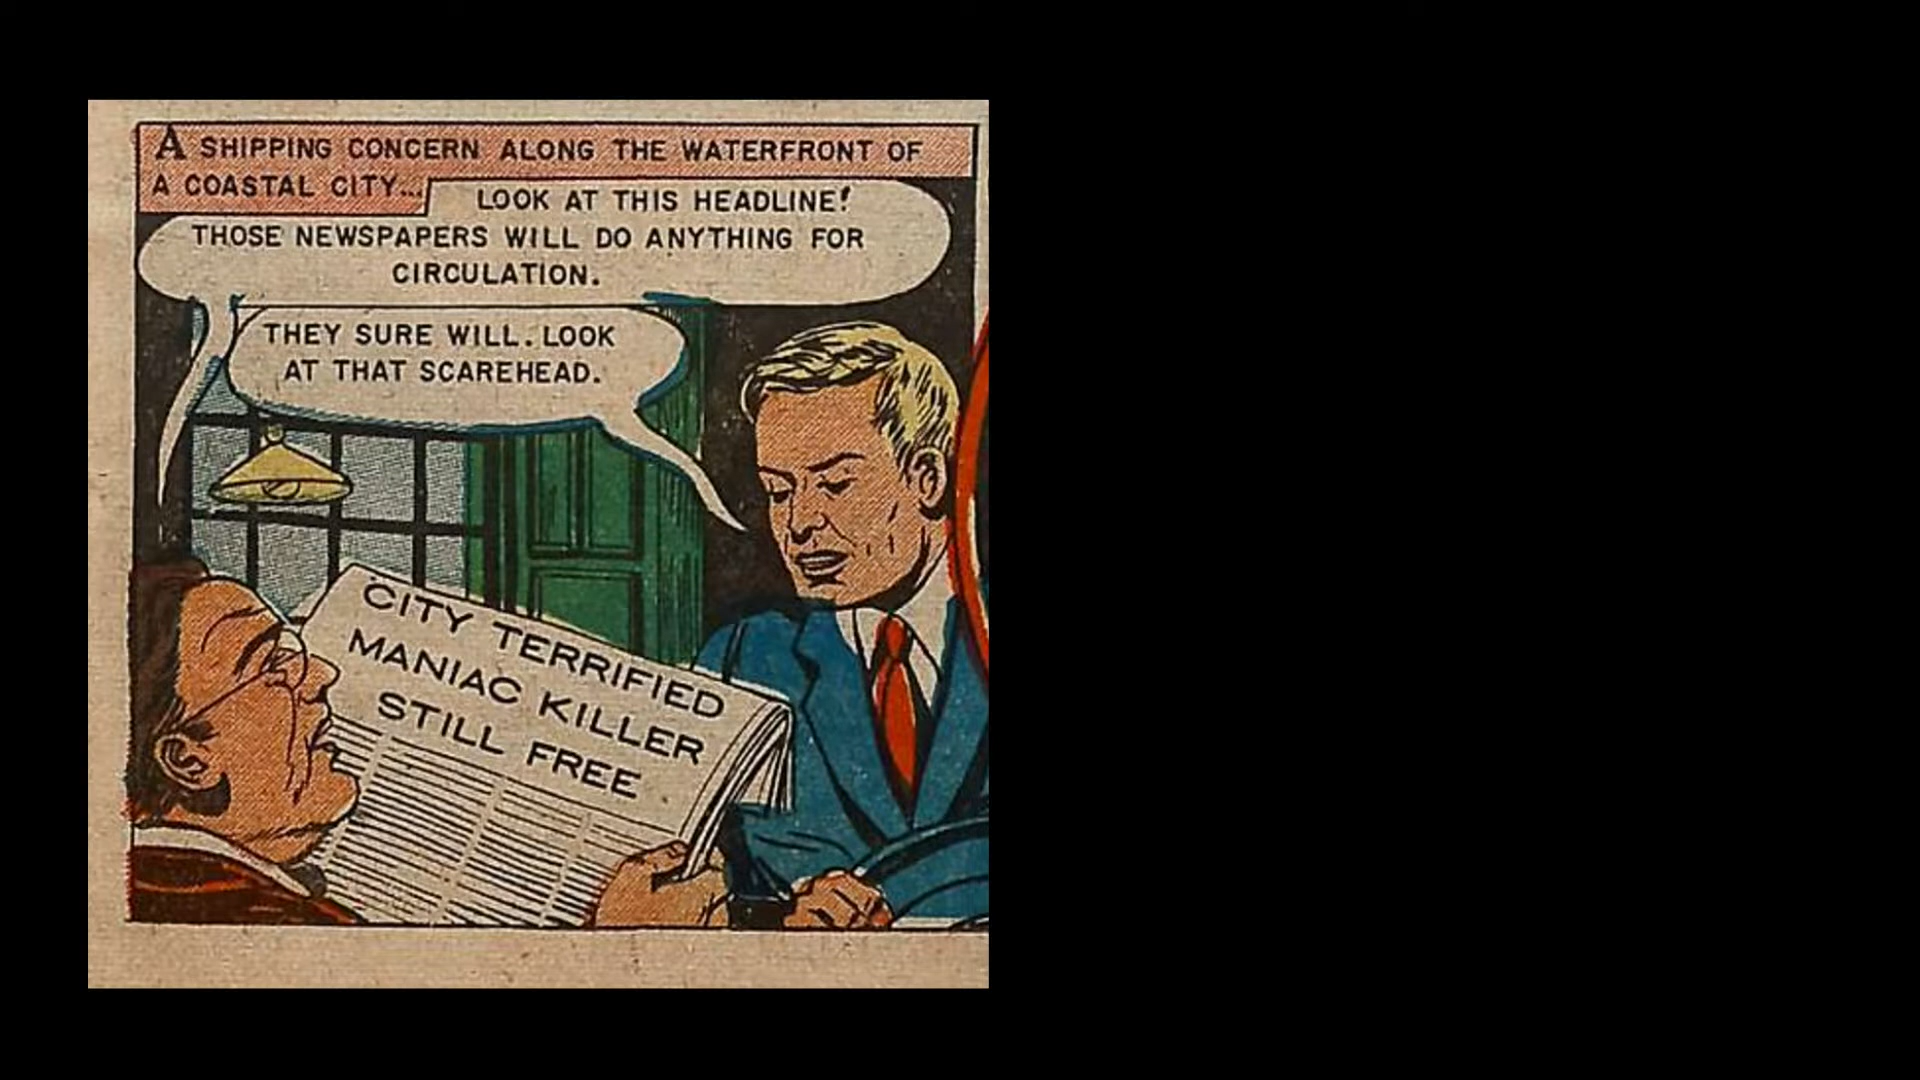 A SHIPPING CONCERN ALONG THE WATERFRONT OF
A COASTAL CITY...
LOOK AT THIS HEADLINE!
THOSE NEWSPAPERS WILL DO ANYTHING FOR
CIRCULATION.
THEY SURE WILL. LOOK
AT THAT SCAREHEAD.
CITY TERRIFIED
MANIAC KILLER
STILL FREE